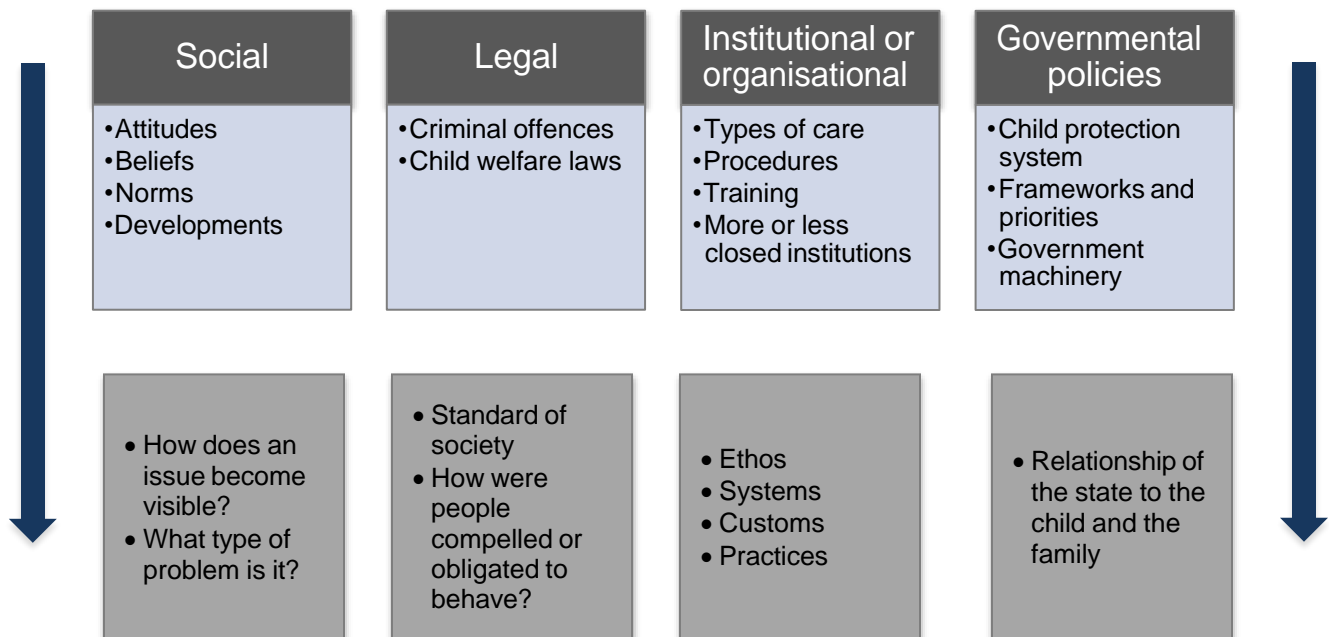 Social
•Attitudes
•Beliefs
•Norms
•Developments
Legal
•Criminal offences
•Child welfare laws
Institutional or
organisational
•Types of care
•Procedures
•Training
•More or less
closed institutions
Governmental
policies
•Child protection
system
•Frameworks and
priorities
•Government
machinery
• How does an
issue become
visible?
• What type of
problem is it?
• Standard of
society
• How were
people
compelled or
obligated to
behave?
• Ethos
• Systems
• Customs
• Practices
• Relationship of
the state to the
child and the
family